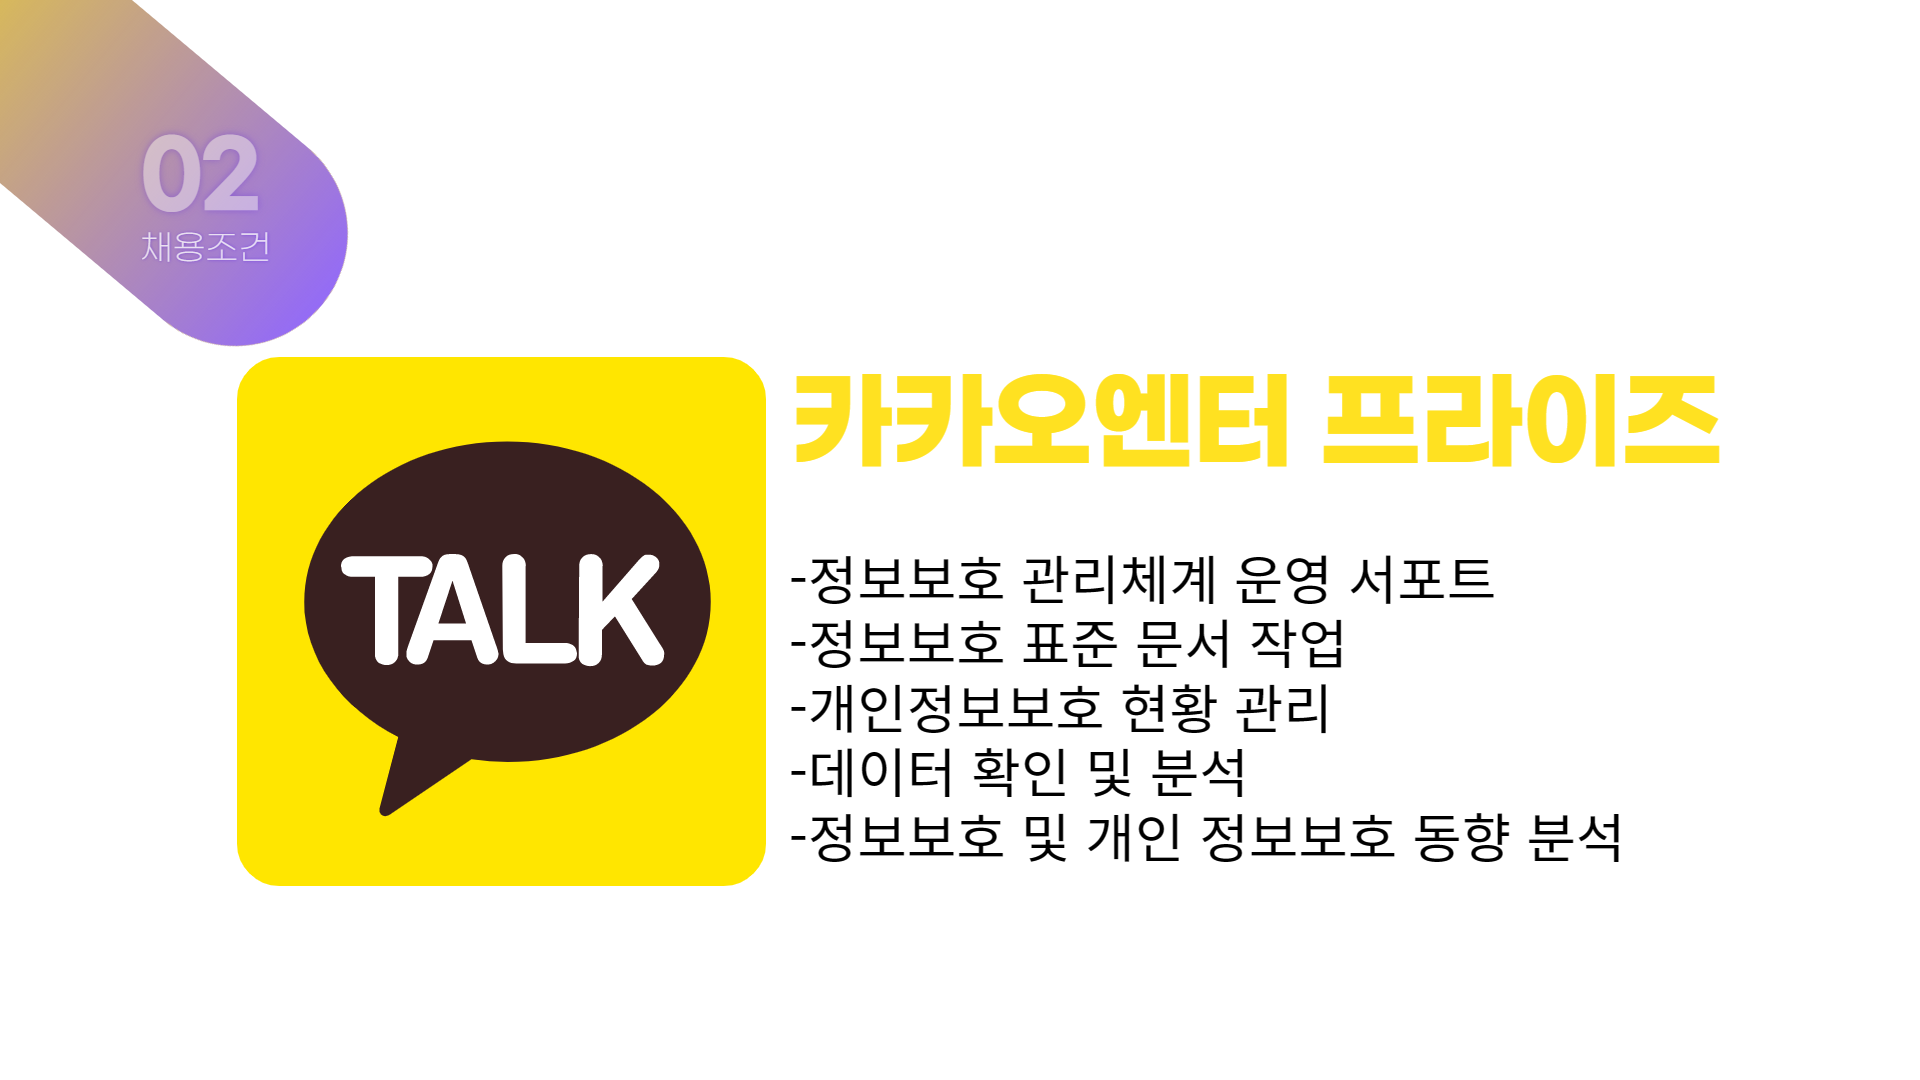 02
채용조건
TALK
카카오엔터 프라이즈
-정보보호 관리체계 운영 서포트
-정보보호 표준 문서 작업
-개인정보보호 현황 관리
-데이터 확인 및 분석
-정보보호 및 개인 정보보호 동향 분석